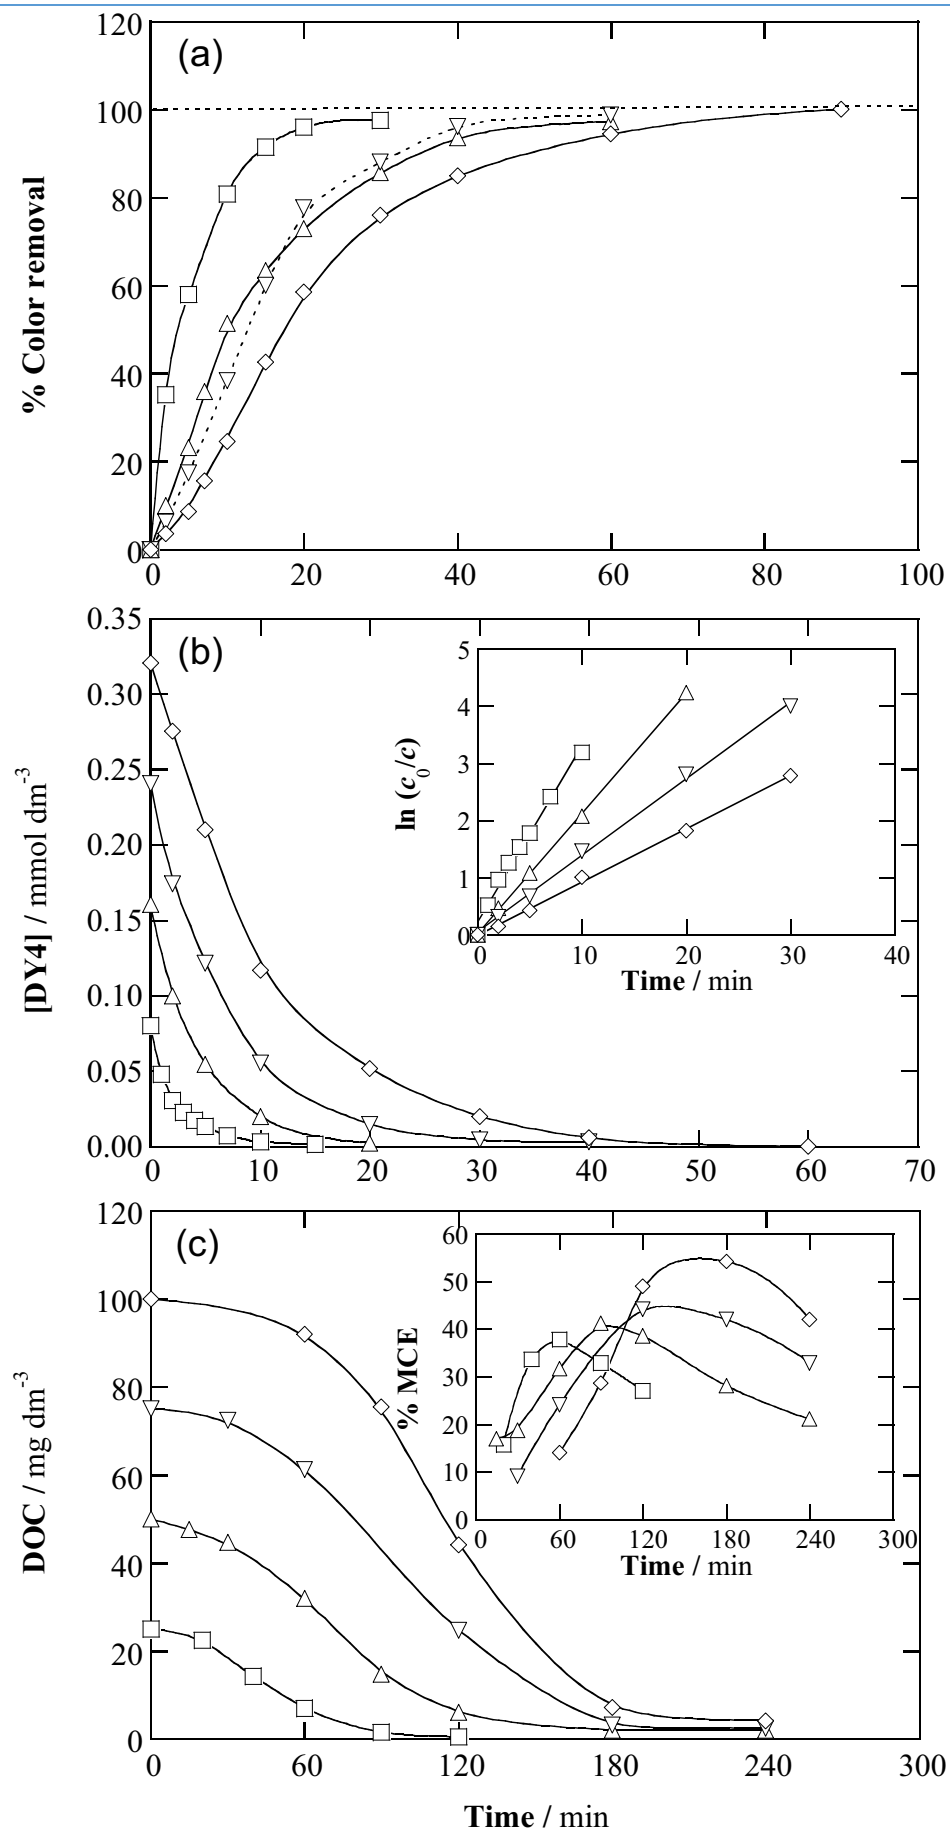 120
(a)
100
80
60
40
20
0
% Color removal
0 20 40 60 80 100
0.35
(b)
0.30
0.25
0.20
0.15
0.10
0.05
0.00
[DY4] / mmol dm-3
5
4
3
2
1
0
ln (c0/c)
0 10 20 30 40
Time / min
0 10 20 30 40 50 60 70
120
(c)
100
80
60
40
20
0
DOC / mg dm-3
60
50
40
30
20
10
0
% MCE
0 60 120 180 240 300
Time / min
0 60 120 180 240 300
Time / min